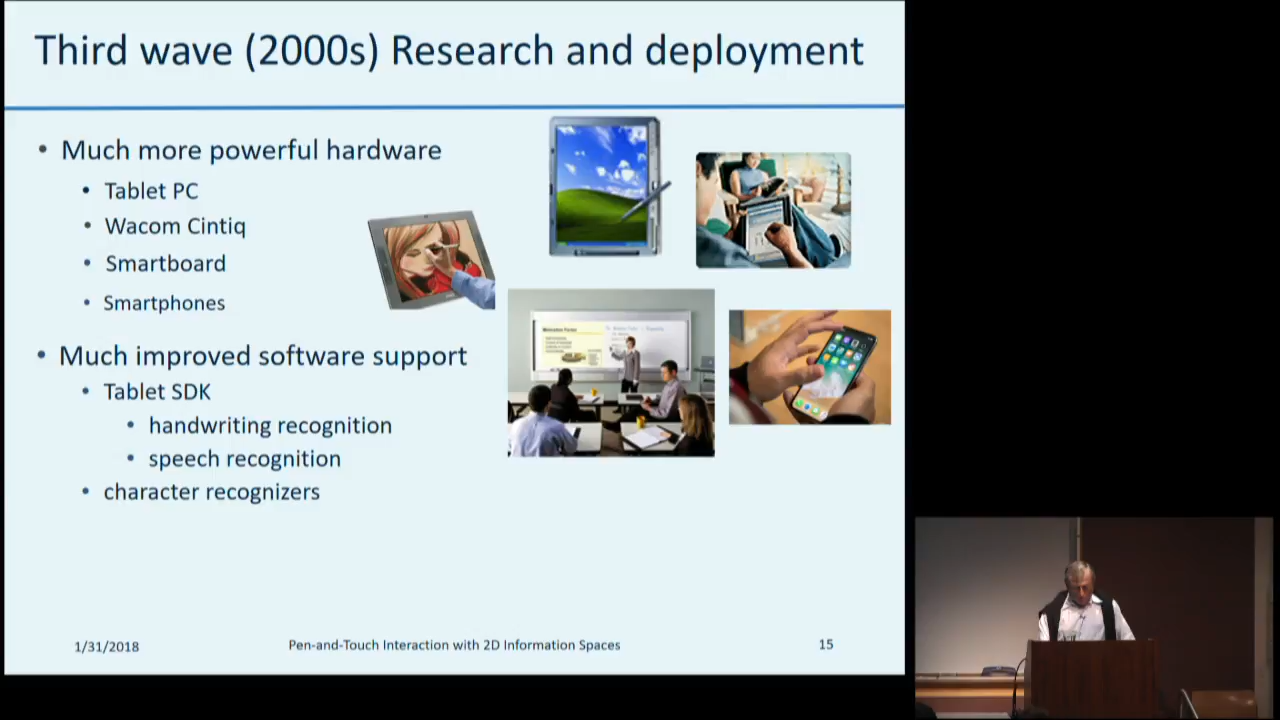 Third wave (2000s) Research and deployment
• Much more powerful hardware
• Tablet PC
• Wacom Cintiq
• Smartboard
• Smartphones
• Much improved software support
• Tablet SDK
• handwriting recognition
• speech recognition
• character recognizers
1/31/2018
Pen-and-Touch Interaction with 2D Information Spaces
15